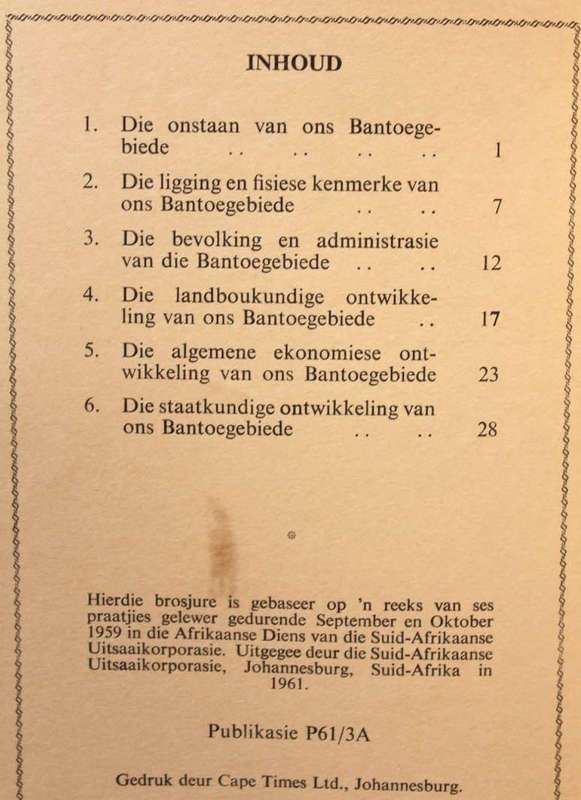 INHOUD
1. Die onstaan van ons Bantoege-
biede .. .. .. .. 1
2. Die ligging en fisiese kenmerke van
ons Bantoegebiede .. .. 7
3. Die bevolking en administrasie
van die Bantoegebiede .. .. 12
4. Die landboukundige ontwikke-
ling van ons Bantoegebiede .. 17
5. Die algemene ekonomiese ont-
wikkeling van ons Bantoegebiede 23
6. Die staatkundige ontwikkeling van
ons Bantoegebiede .. .. 28
Hierdie brosjure is gebaseer op 'n reeks van ses
praatjies gelewer gedurende September en Oktober
1959 in die Afrikaanse Diens van die Suid-Afrikaanse
Uitsaaikorporasie. Uitgegee deur die Suid-Afrikaanse
Uitsaaikorporasie, Johannesburg, Suid-Afrika in
1961.
Publikasie P61/3A
Gedruk deur Cape Times Ltd., Johannesburg.